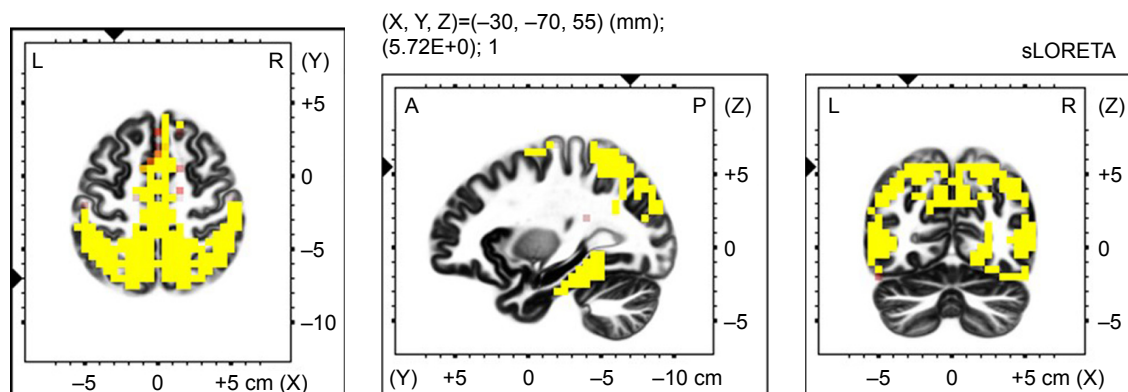 (X, Y, Z)=(–30, –70, 55) (mm);
(5.72E+0); 1
sLORETA
L R (Y)
+5
0
–5
–10
–5 0 +5 cm (X)
A P (Z)
+5
0
–5
(Y) +5 0 –5 –10 cm
L R (Z)
+5
0
–5
–5 0 +5 cm (X)